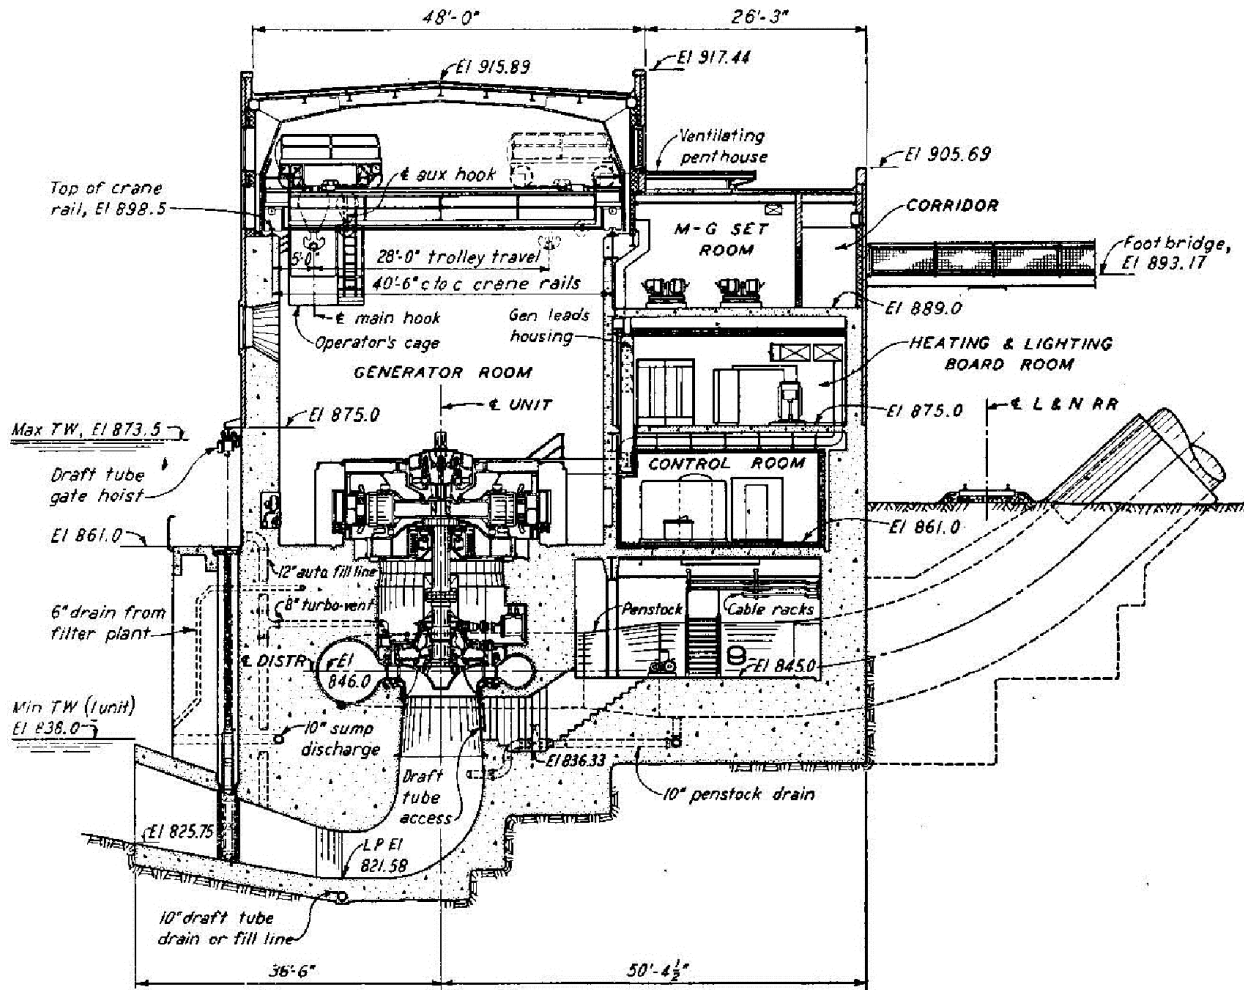 48'-0"
26'-3"
El 915.89
El 917.44
Ventilating
penthouse
El 905.69
℄ aux hook
Top of crane
rail, El 898.5
CORRIDOR
M-G SET
ROOM
Foot bridge,
El 893.17
5'-0"
28'-0" trolley travel
40'-6" c to c crane rails
El 889.0
℄ main hook
Operator's cage
Gen leads
housing
HEATING & LIGHTING
BOARD ROOM
GENERATOR ROOM
℄ UNIT
El 875.0
El 875.0
℄ L & N RR
Max TW, El 873.5
Draft tube
gate hoist
CONTROL ROOM
El 861.0
El 861.0
12" auto fill line
8" turbo-vent
6" drain from
filter plant
Penstock
Cable racks
℄ DISTR
El
846.0
El 845.0
Min TW (1 unit)
El 838.0
10" sump
discharge
El 836.33
10" penstock drain
Draft
tube
access
El 825.75
LP El
821.58
10" draft tube
drain or fill line
36'-6"
50'-4½"